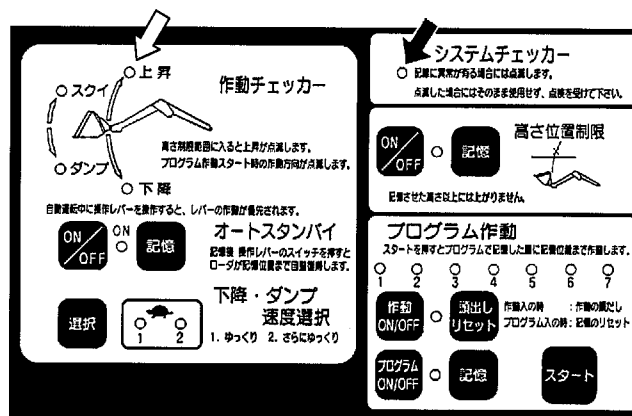 上昇
スクイ
作動チェッカー
高さ制限範囲に入ると上昇が点滅します。
プログラム作動スタート時の作動方向が点滅します。
ダンプ
下降
自動運転中に操作レバーを操作すると、レバーの作動が優先されます。
ON/OFF
ON
記憶
オートスタンバイ
記憶後 操作レバーのスイッチを押すと
ローダが記憶位置まで自動復帰します。
選択
1 2
下降・ダンプ
速度選択
1. ゆっくり 2. さらにゆっくり
システムチェッカー
記憶に異常が有る場合には点滅します。
点滅した場合にはそのまま使用せず、点検を受けて下さい。
ON/OFF
記憶
高さ位置制限
記憶させた高さ以上には上がりません。
プログラム作動
スタートを押すとプログラムで記憶した順に記憶位置まで作動します。
1 2 3 4 5 6 7
作動
ON/OFF
頭出し
リセット
作動入の時 :作動の頭だし
プログラム入の時:記憶のリセット
プログラム
ON/OFF
記憶
スタート